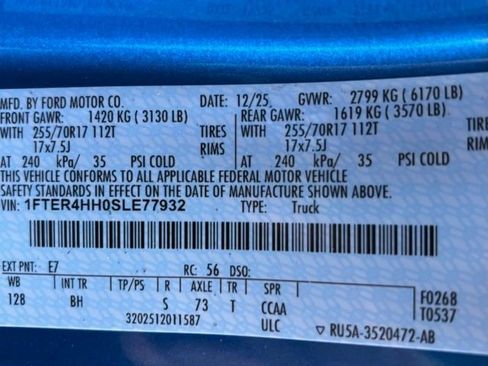 MFD. BY FORD MOTOR CO. DATE: 12/25 GVWR: 2799 KG ( 6170 LB)
FRONT GAWR: 1420 KG ( 3130 LB) REAR GAWR: 1619 KG ( 3570 LB)
WITH 255/70R17 112T TIRES WITH 255/70R17 112T TIRES
17x7.5J RIMS 17x7.5J RIMS
AT 240 kPa/ 35 PSI COLD AT 240 kPa/ 35 PSI COLD
THIS VEHICLE CONFORMS TO ALL APPLICABLE FEDERAL MOTOR VEHICLE
SAFETY STANDARDS IN EFFECT ON THE DATE OF MANUFACTURE SHOWN ABOVE.
VIN: 1FTER4HH0SLE77932 TYPE: Truck
EXT PNT: E7 RC: 56 DSO:
WB INT TR TP/PS R AXLE TR SPR F0268
128 BH S 73 T CCAA T0537
3202512011587 ULC ▼ RU5A-3520472-AB